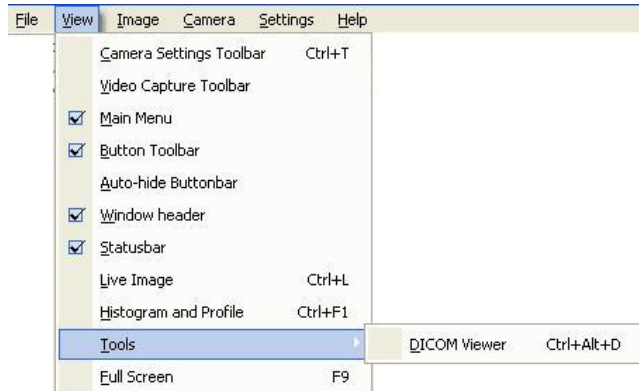 File View Image Camera Settings Help
Camera Settings Toolbar Ctrl+T
Video Capture Toolbar
Main Menu
Button Toolbar
Auto-hide Buttonbar
Window header
Statusbar
Live Image Ctrl+L
Histogram and Profile Ctrl+F1
Tools DICOM Viewer Ctrl+Alt+D
Full Screen F9